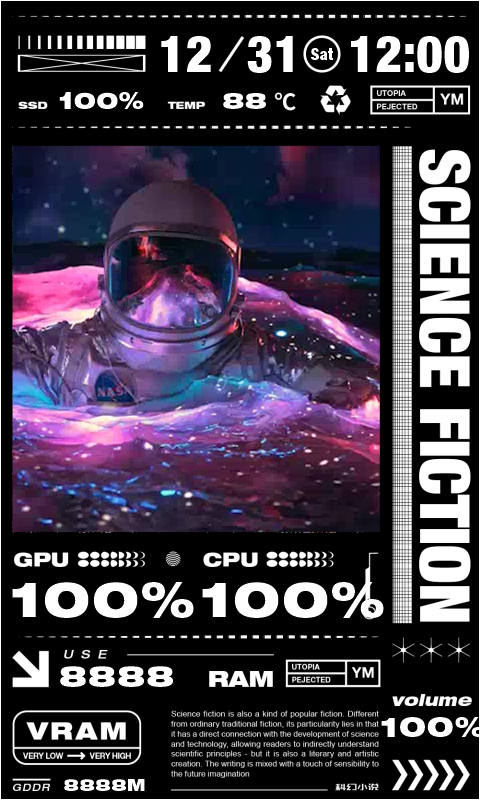 12/31 Sat 12:00
SSD 100% TEMP 88 ℃
UTOPIA
PEJECTED
YM
SCIENCE FICTION
NASA
GPU CPU
100% 100%
USE
8888 RAM
UTOPIA
PEJECTED
YM
volume
100%
VRAM
VERY LOW VERY HIGH
GDDR 8888M
Science fiction is also a kind of popular fiction. Different
from ordinary traditional fiction, its particularity lies in that
it has a direct connection with the development of science
and technology, allowing readers to indirectly understand
scientific principles - but it is also a literary and artistic
creation. The writing is mixed with a touch of sensibility to
the future imagination
科幻小说